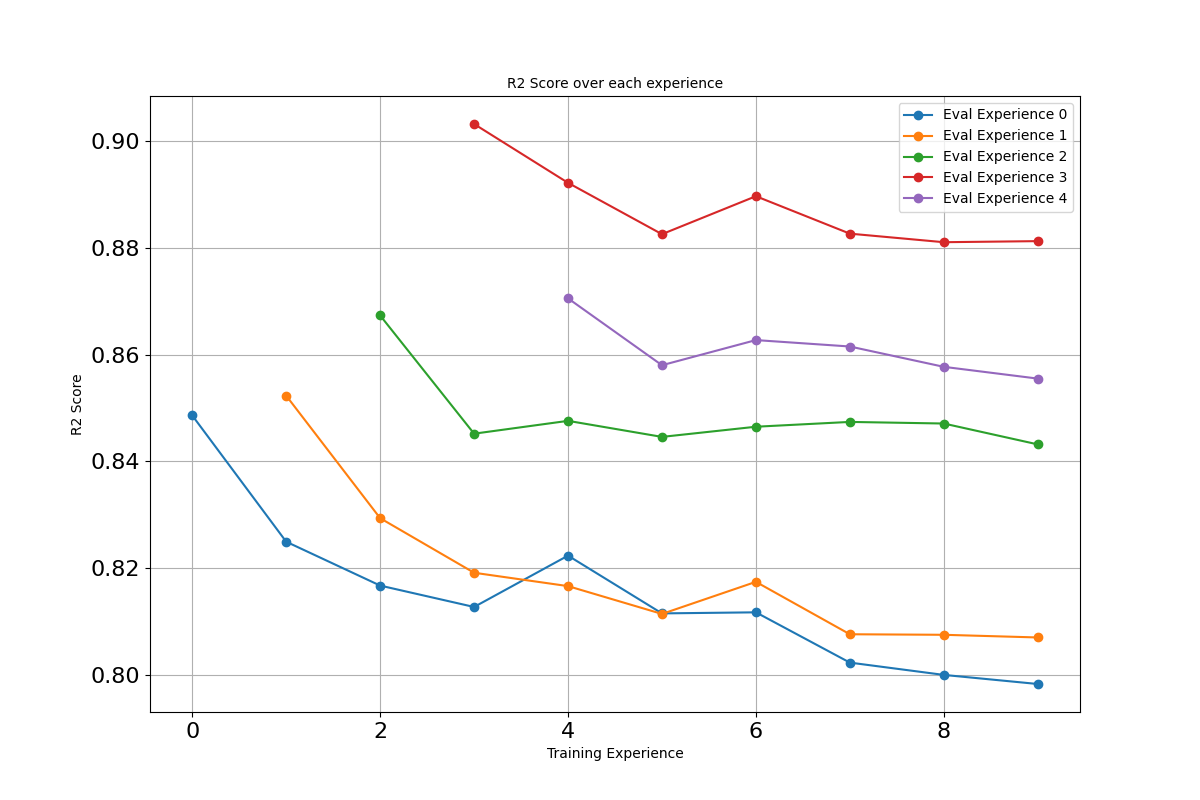 R2 Score over each experience
Eval Experience 0
Eval Experience 1
Eval Experience 2
Eval Experience 3
Eval Experience 4
0.90
0.88
0.86
0.84
0.82
0.80
R2 Score
0 2 4 6 8
Training Experience